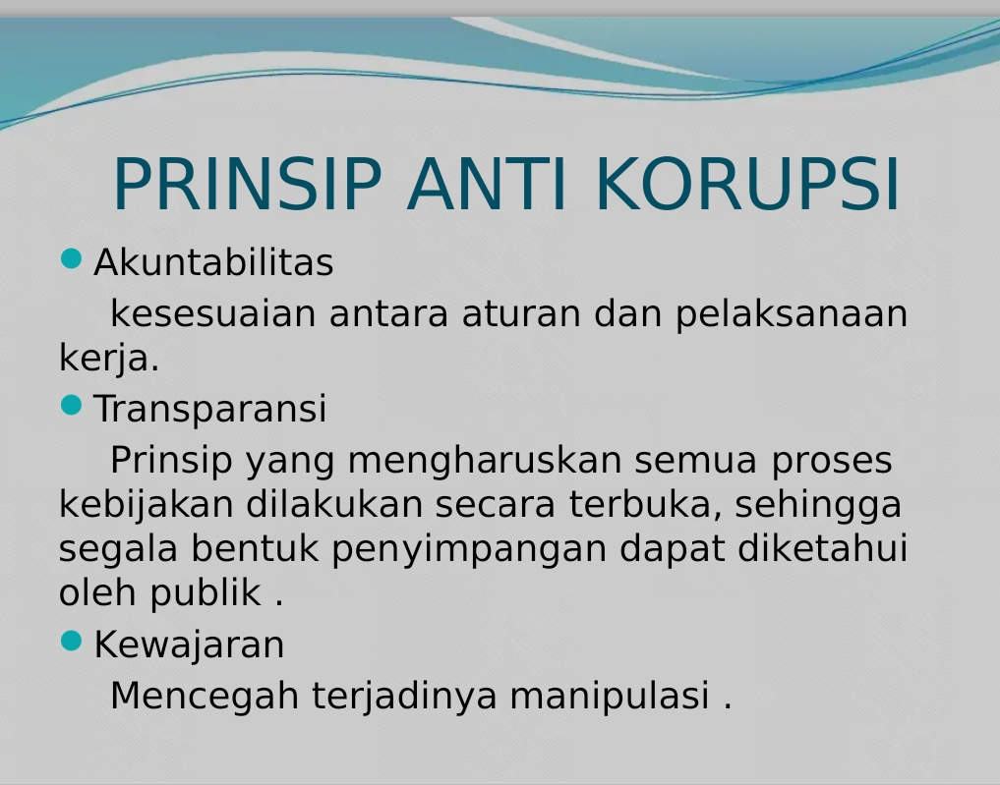 PRINSIP ANTI KORUPSI
Akuntabilitas
kesesuaian antara aturan dan pelaksanaan
kerja.
Transparansi
Prinsip yang mengharuskan semua proses
kebijakan dilakukan secara terbuka, sehingga
segala bentuk penyimpangan dapat diketahui
oleh publik .
Kewajaran
Mencegah terjadinya manipulasi .